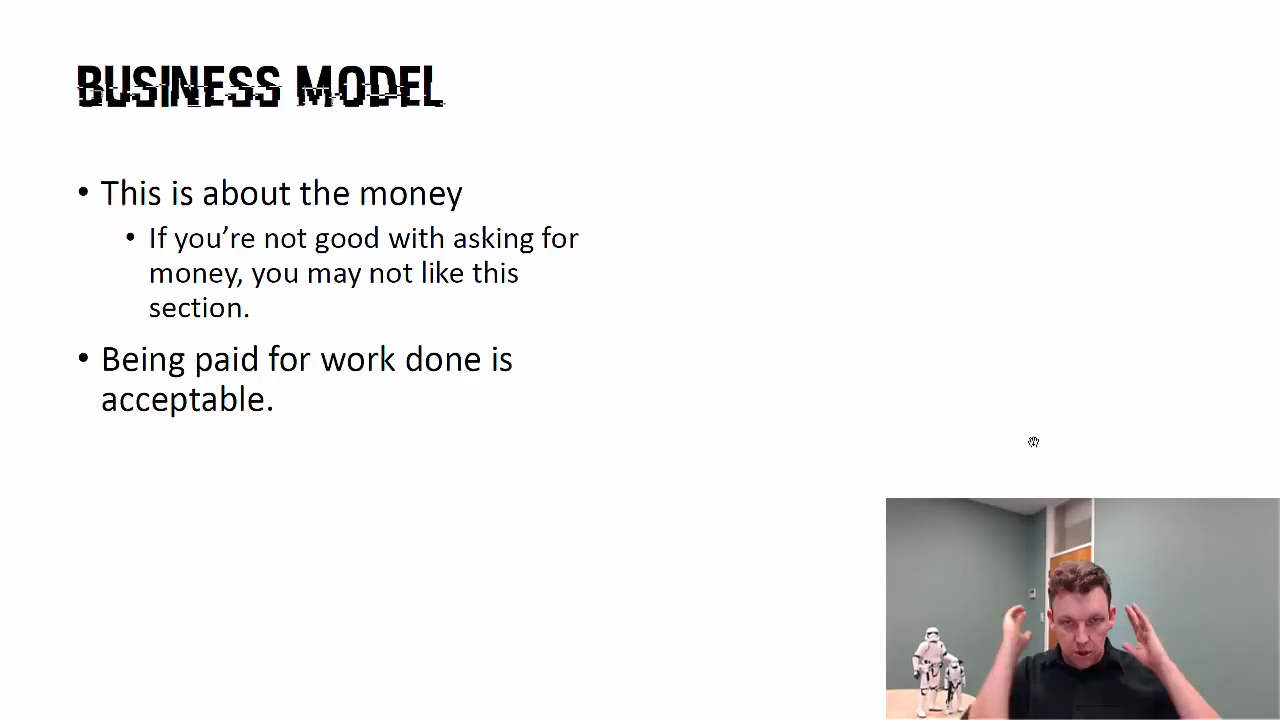 BUSINESS MODEL
• This is about the money
• If you’re not good with asking for
money, you may not like this
section.
• Being paid for work done is
acceptable.